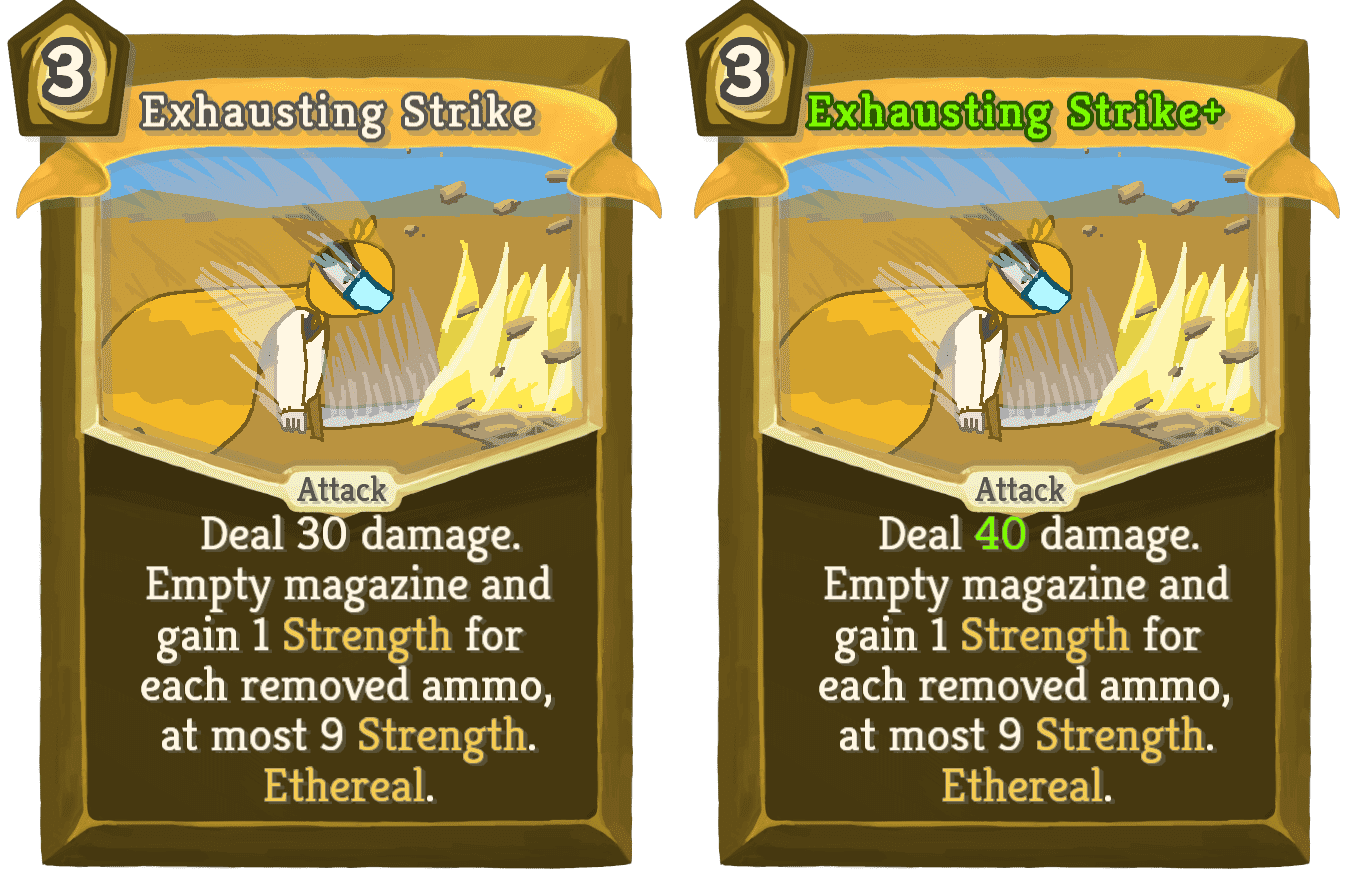 3
Exhausting Strike
Attack
Deal 30 damage.
Empty magazine and
gain 1 Strength for
each removed ammo,
at most 9 Strength.
Ethereal.
3
Exhausting Strike+
Attack
Deal 40 damage.
Empty magazine and
gain 1 Strength for
each removed ammo,
at most 9 Strength.
Ethereal.